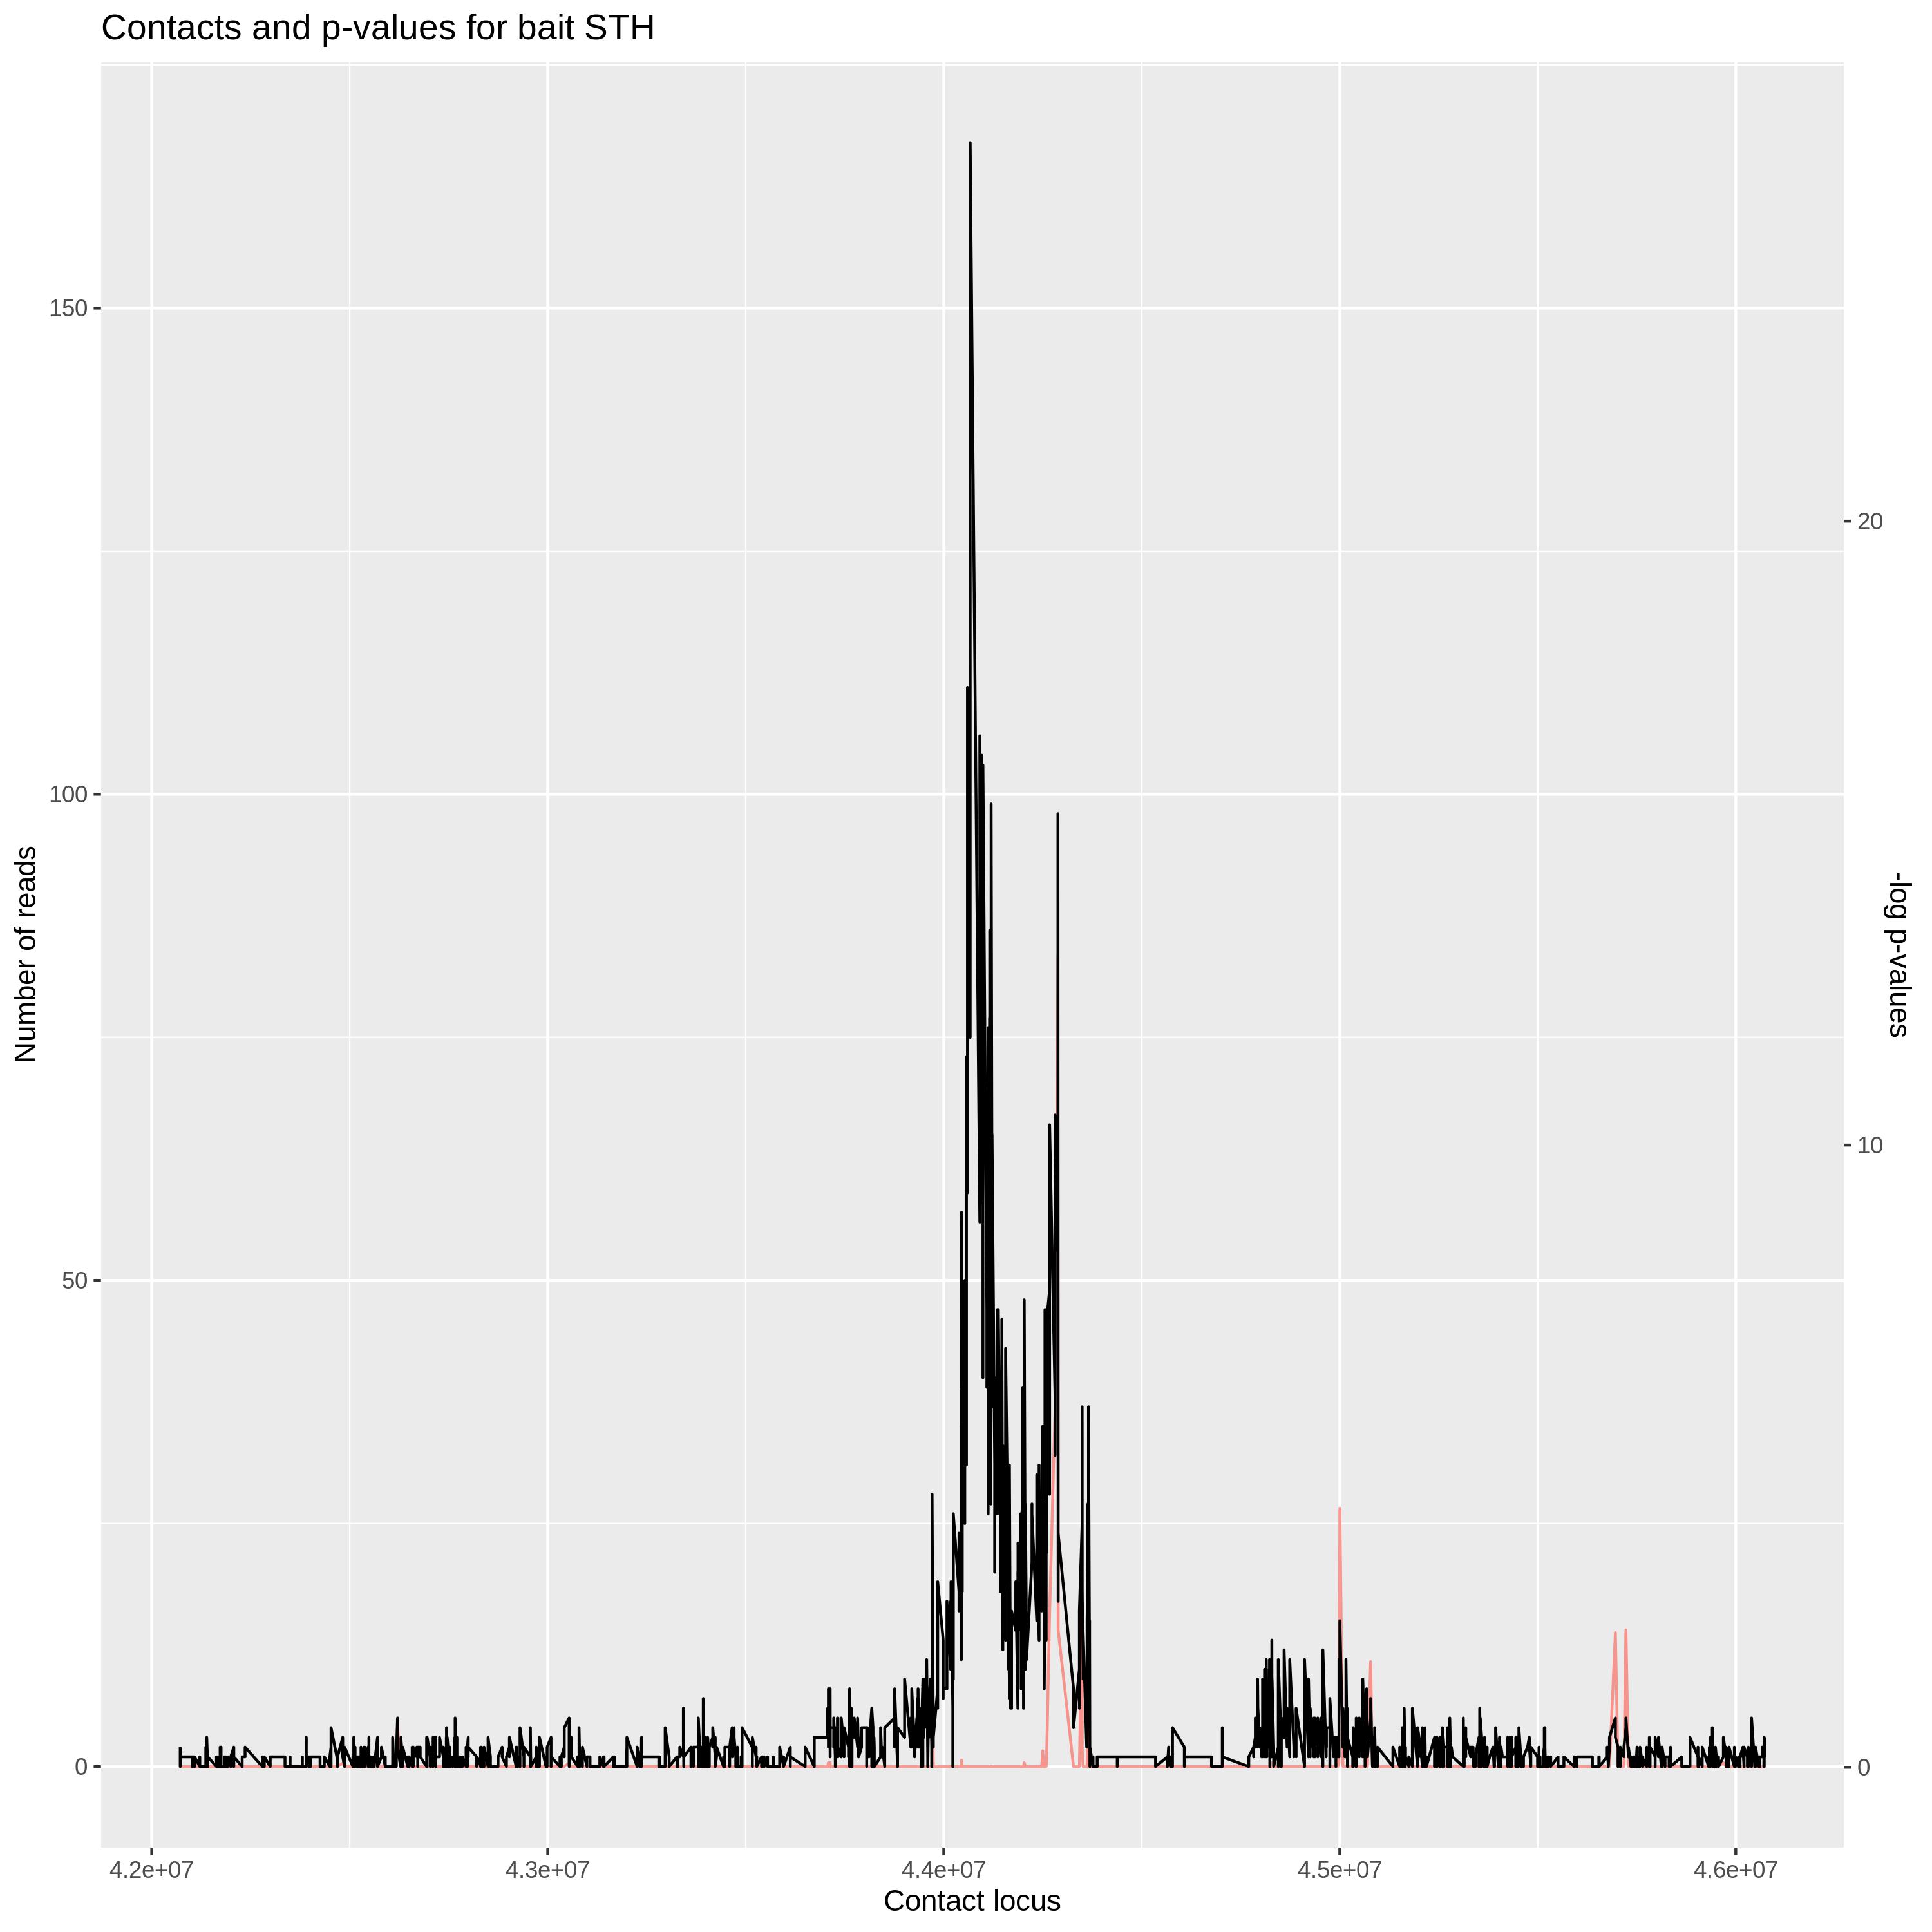 Contacts and p-values for bait STH
150
100
50
0
Number of reads
20
10
0
-log p-values
4.2e+07 4.3e+07 4.4e+07 4.5e+07 4.6e+07
Contact locus